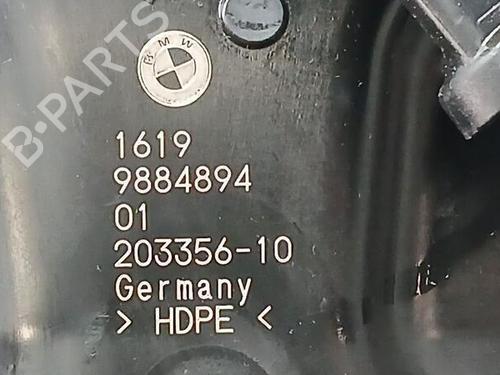 B-PARTS
BMW
1619
9884894
01
203356-10
Germany
> HDPE <